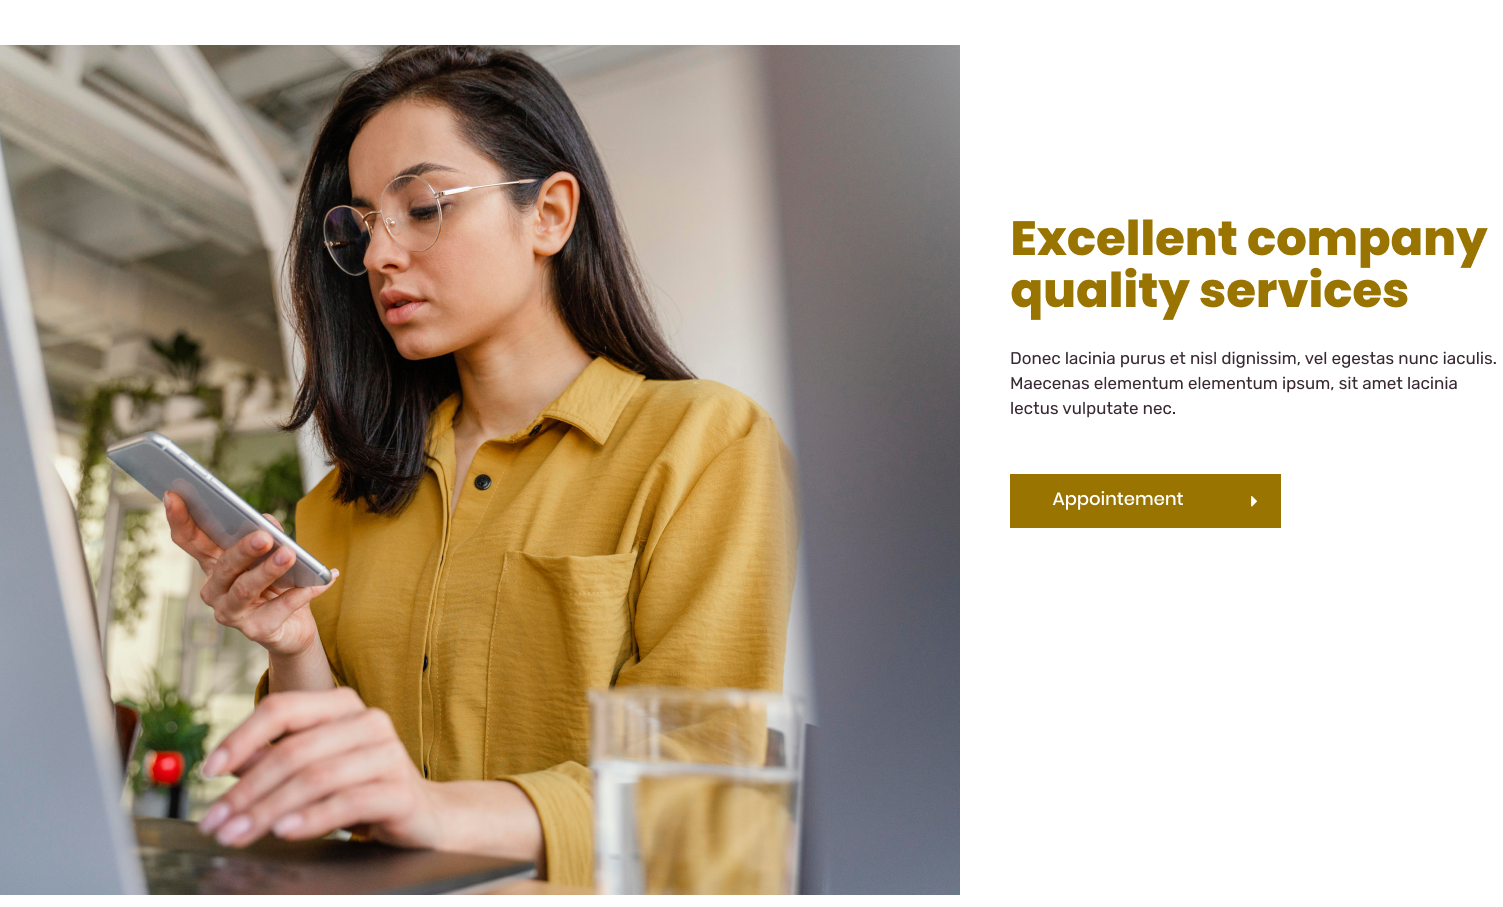 Excellent company
quality services
Donec lacinia purus et nisl dignissim, vel egestas nunc iaculis.
Maecenas elementum elementum ipsum, sit amet lacinia
lectus vulputate nec.
Appointement